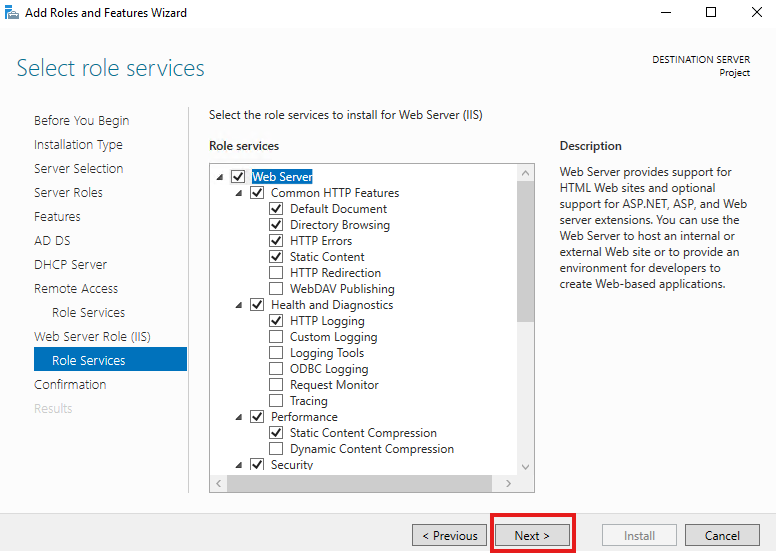 Add Roles and Features Wizard
Select role services
DESTINATION SERVER
Project
Before You Begin
Installation Type
Server Selection
Server Roles
Features
AD DS
DHCP Server
Remote Access
Role Services
Web Server Role (IIS)
Role Services
Confirmation
Results
Select the role services to install for Web Server (IIS)
Role services
Web Server
Common HTTP Features
Default Document
Directory Browsing
HTTP Errors
Static Content
HTTP Redirection
WebDAV Publishing
Health and Diagnostics
HTTP Logging
Custom Logging
Logging Tools
ODBC Logging
Request Monitor
Tracing
Performance
Static Content Compression
Dynamic Content Compression
Security
Description
Web Server provides support for
HTML Web sites and optional
support for ASP.NET, ASP, and Web
server extensions. You can use the
Web Server to host an internal or
external Web site or to provide an
environment for developers to
create Web-based applications.
< Previous
Next >
Install
Cancel